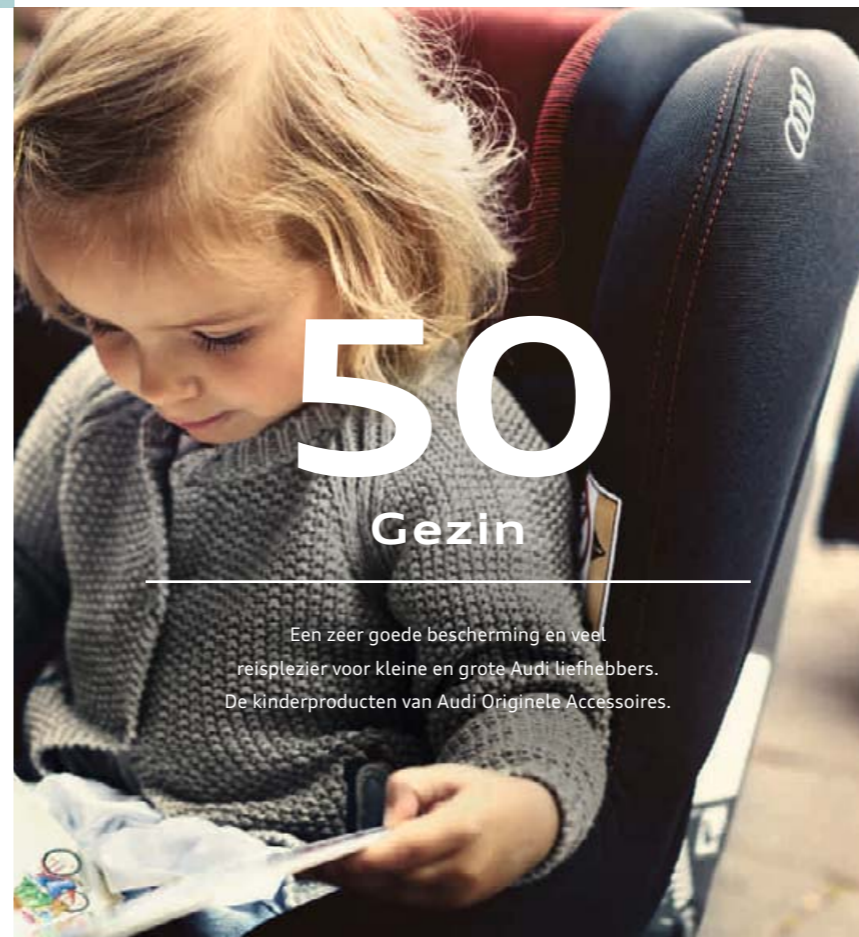 50
Gezin
Een zeer goede bescherming en veel
reisplezier voor kleine en grote Audi liefhebbers.
De kinderproducten van Audi Originele Accessoires.